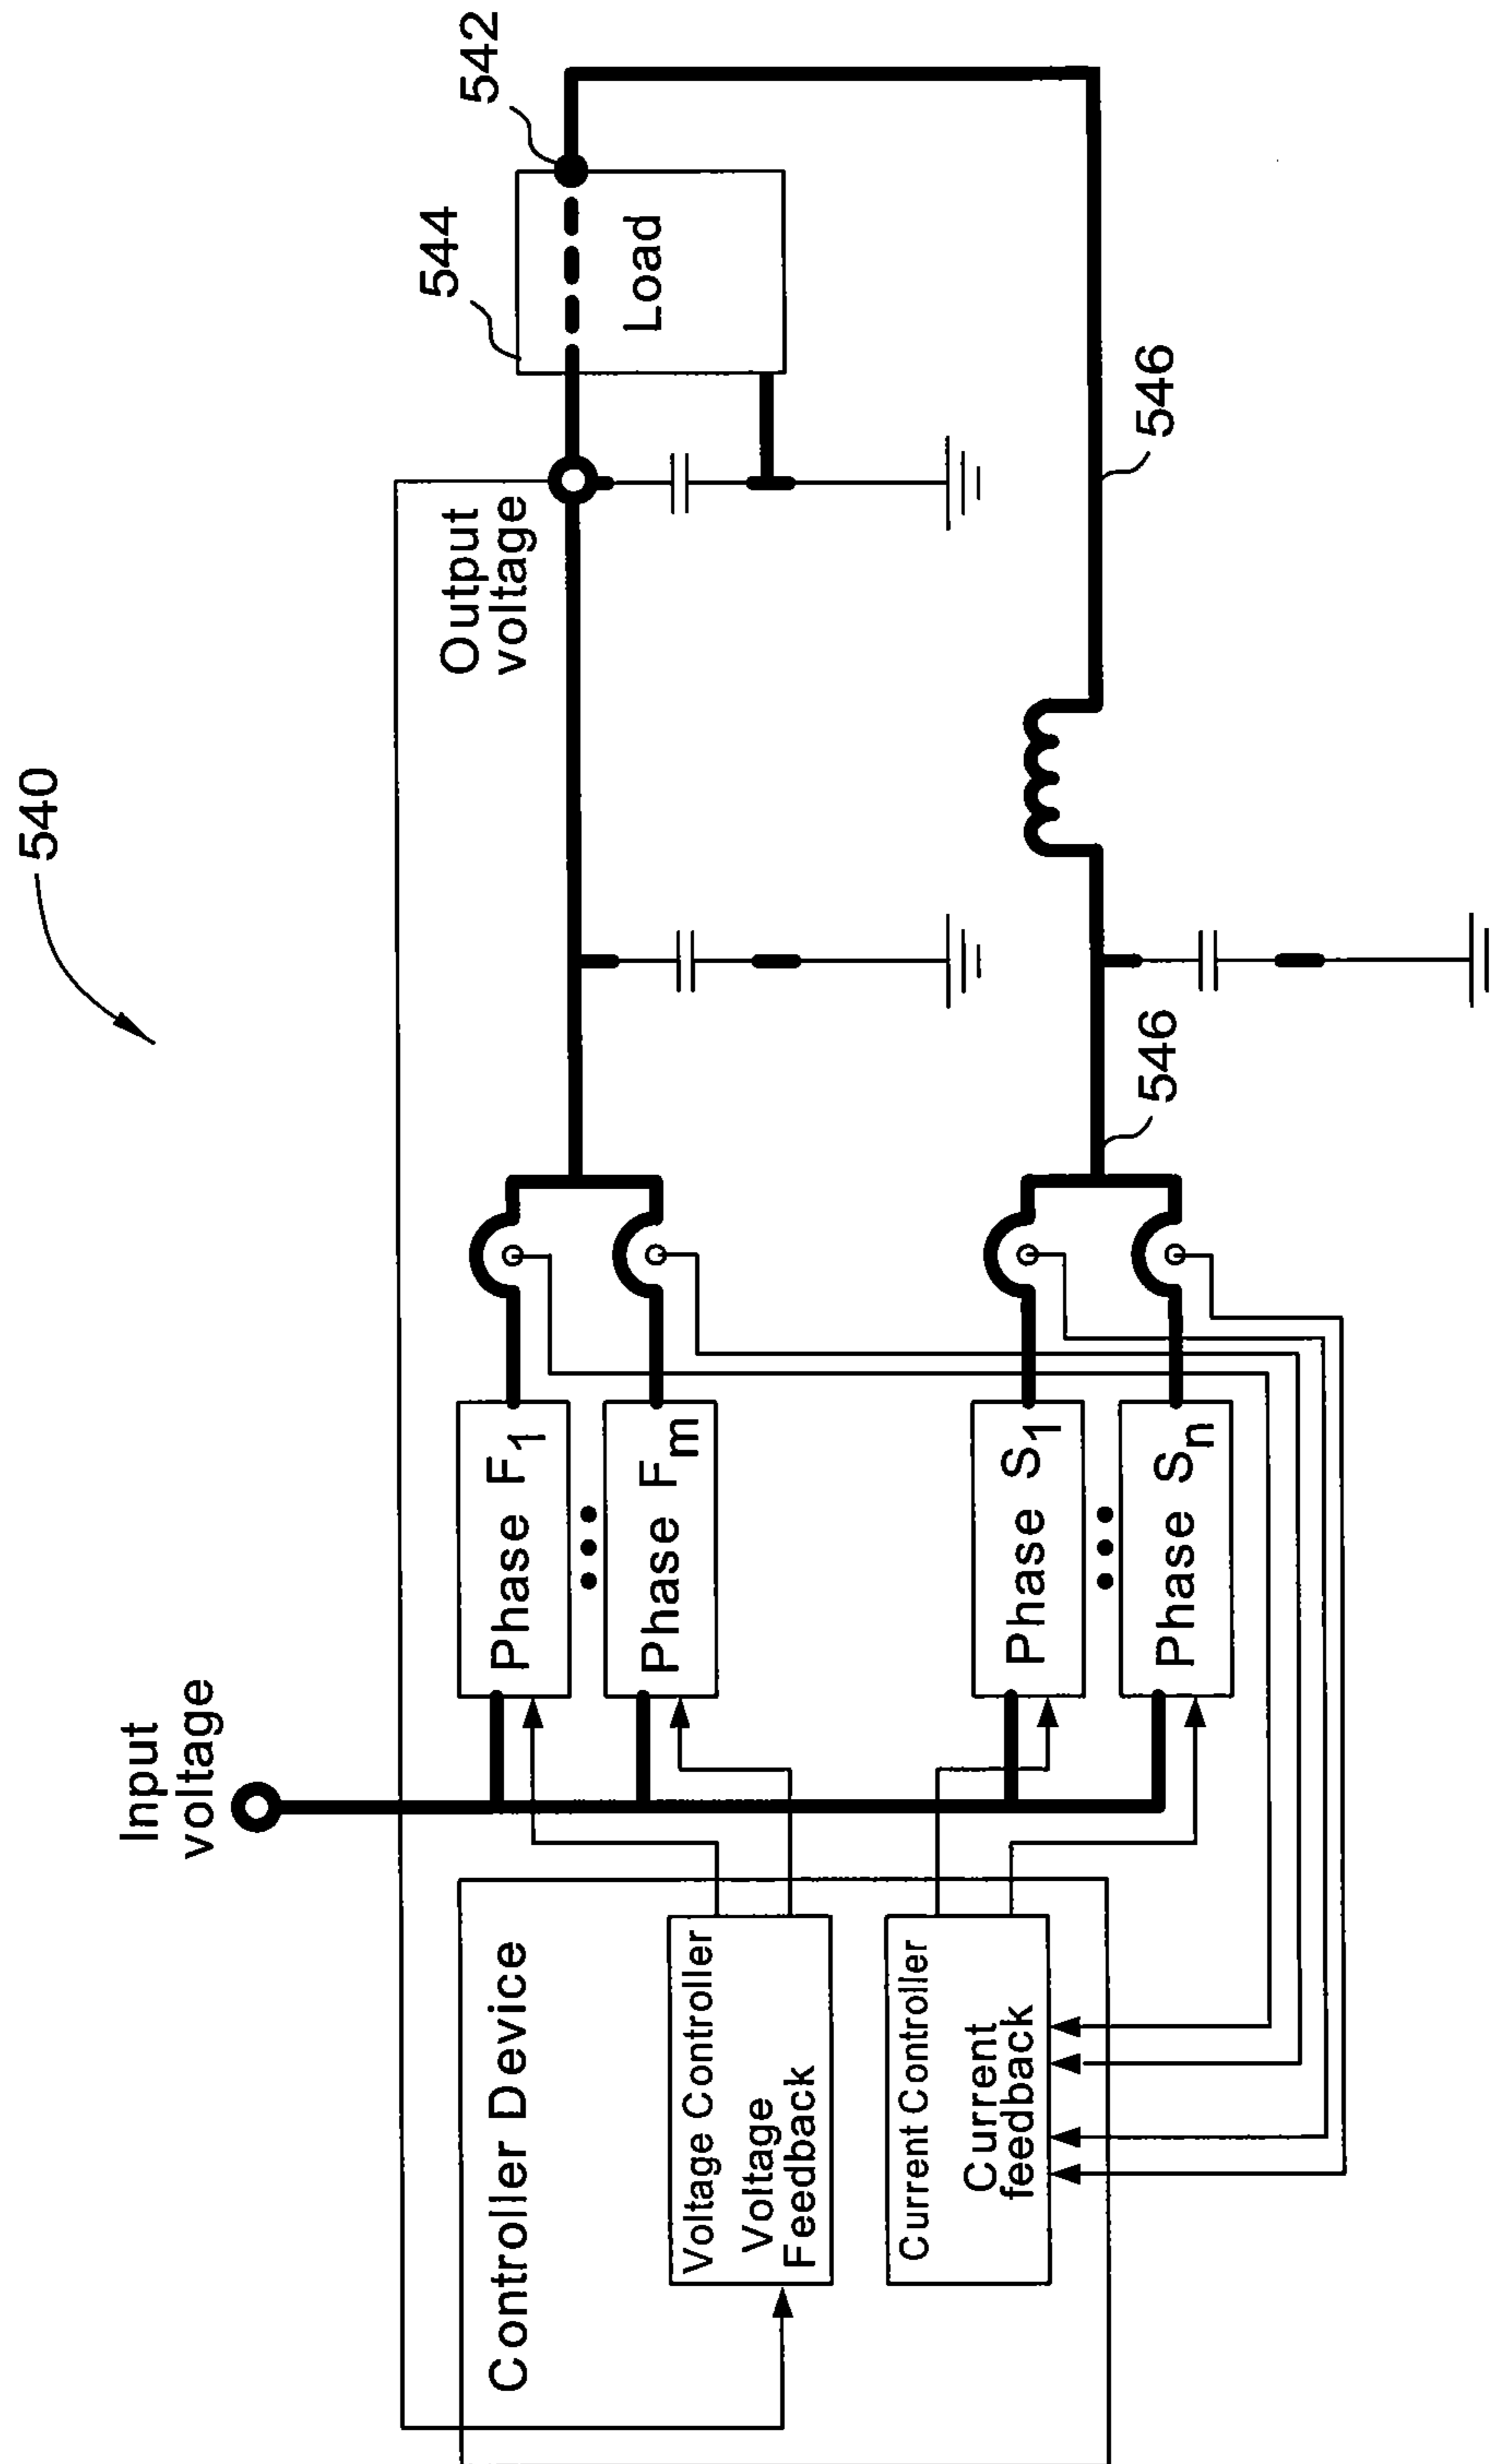 540
Input
voltage
Output
voltage
544
542
Load
Controller Device
Voltage Controller
Voltage
Feedback
Current Controller
Current
feedback
Phase F1
Phase Fm
Phase S1
Phase Sn
546
546